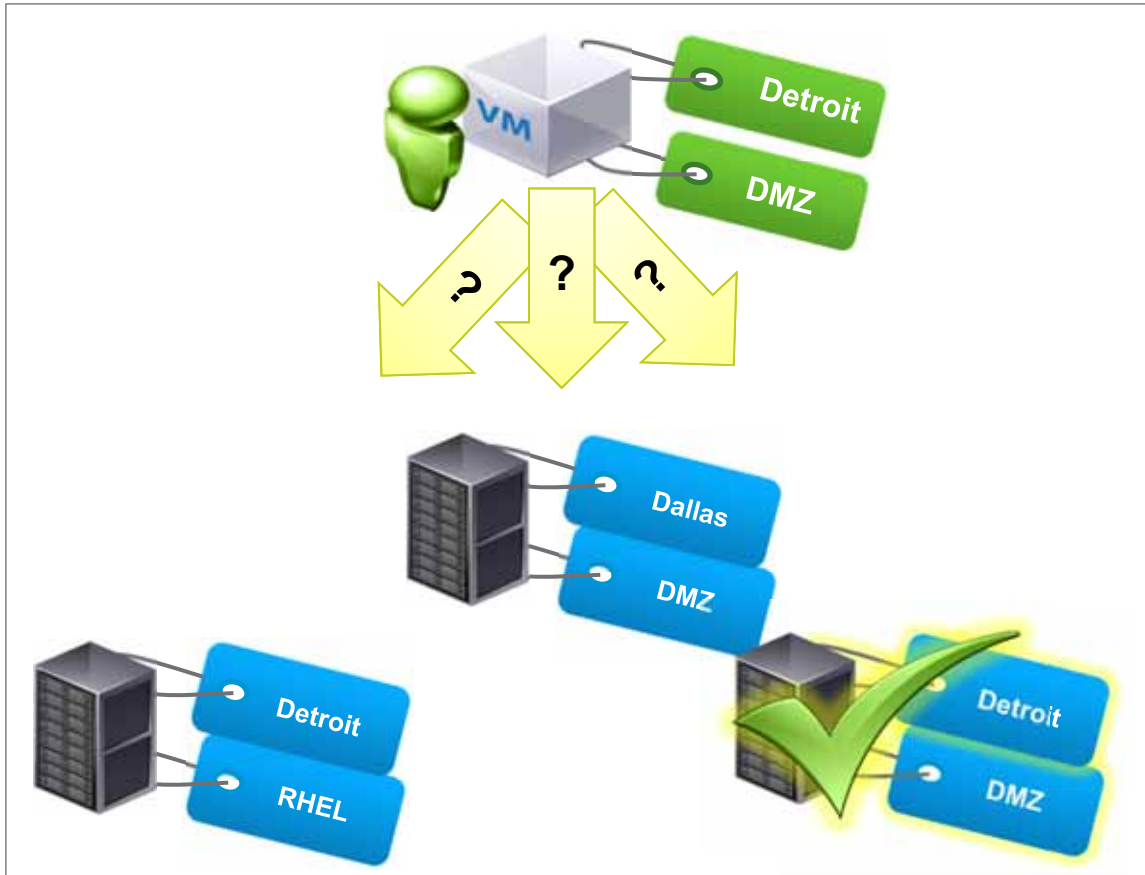 VM
Detroit
DMZ
?
?
?
Dallas
DMZ
Detroit
RHEL
Detroit
DMZ